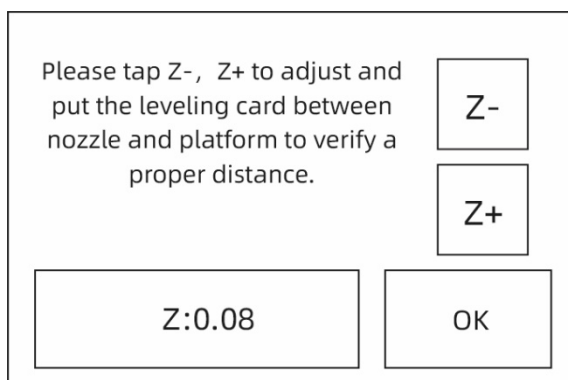 Please tap Z-, Z+ to adjust and
put the leveling card between
nozzle and platform to verify a
proper distance.
Z-
Z+
Z:0.08
OK